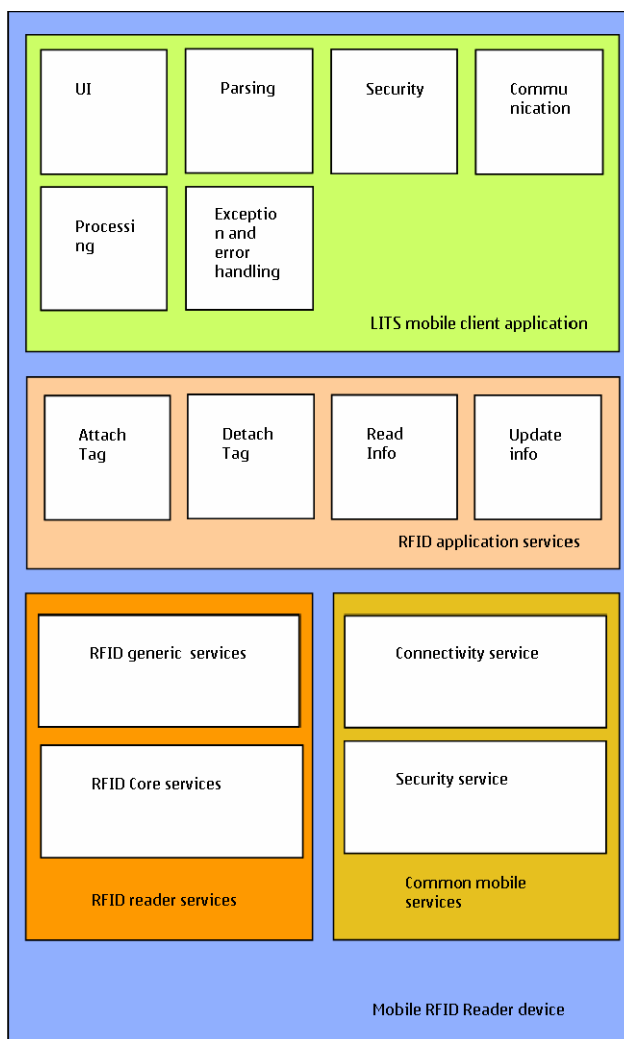 UI
Parsing
Security
Commu
nication
Processi
ng
Exceptio
n and
error
handling
LITS mobile client application
Attach
Tag
Detach
Tag
Read
Info
Update
info
RFID application services
RFID generic services
RFID Core services
RFID reader services
Connectivity service
Security service
Common mobile
services
Mobile RFID Reader device